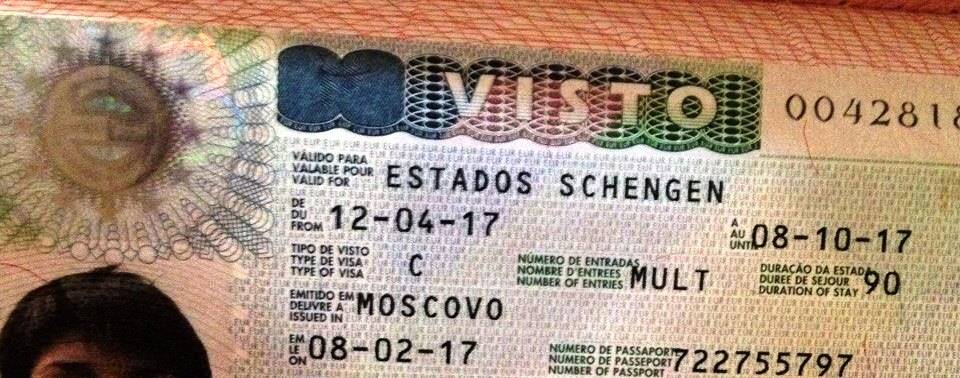 VISTO
0042818
VÁLIDO PARA
VALABLE POUR
VALID FOR
ESTADOS SCHENGEN
DE
DU
FROM
12-04-17
A
AU
UNTIL
08-10-17
TIPO DE VISTO
TYPE DE VISA
TYPE OF VISA
C
NÚMERO DE ENTRADAS
NOMBRE D'ENTREES
NUMBER OF ENTRIES
MULT
DURAÇÃO DA ESTADA
DUREE DE SEJOUR
DURATION OF STAY
90
EMITIDO EM
DELIVRE A
ISSUED IN
MOSCOVO
EM
LE
ON
08-02-17
NÚMERO DE PASSAPORT
NUMERO DE PASSEPORT
NUMBER OF PASSPORT
722755797